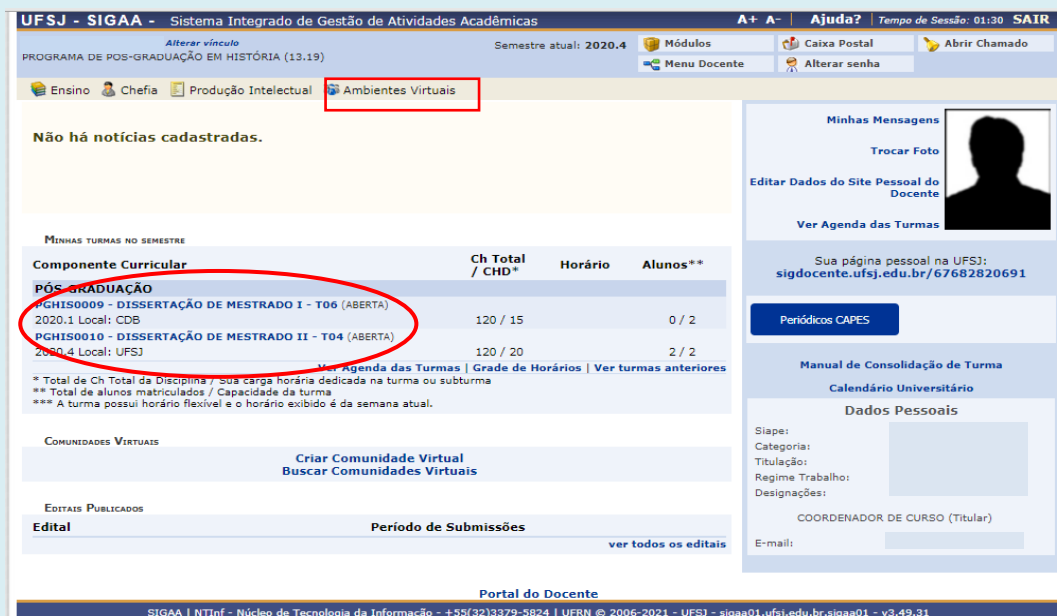 UFSJ - SIGAA - Sistema Integrado de Gestão de Atividades Acadêmicas
A+ A- | Ajuda? | Tempo de Sessão: 01:30 SAIR
Alterar vínculo
PROGRAMA DE POS-GRADUAÇÃO EM HISTÓRIA (13.19)
Semestre atual: 2020.4
Módulos
Caixa Postal
Abrir Chamado
Menu Docente
Alterar senha
Ensino Chefia Produção Intelectual Ambientes Virtuais
Não há notícias cadastradas.
Minhas Mensagens
Trocar Foto
Editar Dados do Site Pessoal do
Docente
Ver Agenda das Turmas
MINHAS TURMAS NO SEMESTRE
Componente Curricular
Ch Total
/ CHD*
Horário
Alunos**
PÓS-GRADUAÇÃO
PGHIS0009 - DISSERTAÇÃO DE MESTRADO I - T06 (ABERTA)
2020.1 Local: CDB
120 / 15
0 / 2
PGHIS0010 - DISSERTAÇÃO DE MESTRADO II - T04 (ABERTA)
2020.4 Local: UFSJ
120 / 20
2 / 2
Ver Agenda das Turmas | Grade de Horários | Ver turmas anteriores
* Total de Ch Total da Disciplina / Sua carga horária dedicada na turma ou subturma
** Total de alunos matriculados / Capacidade da turma
*** A turma possui horário flexível e o horário exibido é da semana atual.
Sua página pessoal na UFSJ:
sigdocente.ufsj.edu.br/67682820691
Periódicos CAPES
Manual de Consolidação de Turma
Calendário Universitário
COMUNIDADES VIRTUAIS
Criar Comunidade Virtual
Buscar Comunidades Virtuais
EDITAIS PUBLICADOS
Edital
Período de Submissões
ver todos os editais
Dados Pessoais
Siape:
Categoria:
Titulação:
Regime Trabalho:
Designações:
COORDENADOR DE CURSO (Titular)
E-mail:
Portal do Docente
SIGAA | NTInf - Núcleo de Tecnologia da Informação - +55(32)3379-5824 | UFRN © 2006-2021 - UFSJ - sigaa01.ufsj.edu.br.sigaa01 - v3.49.31